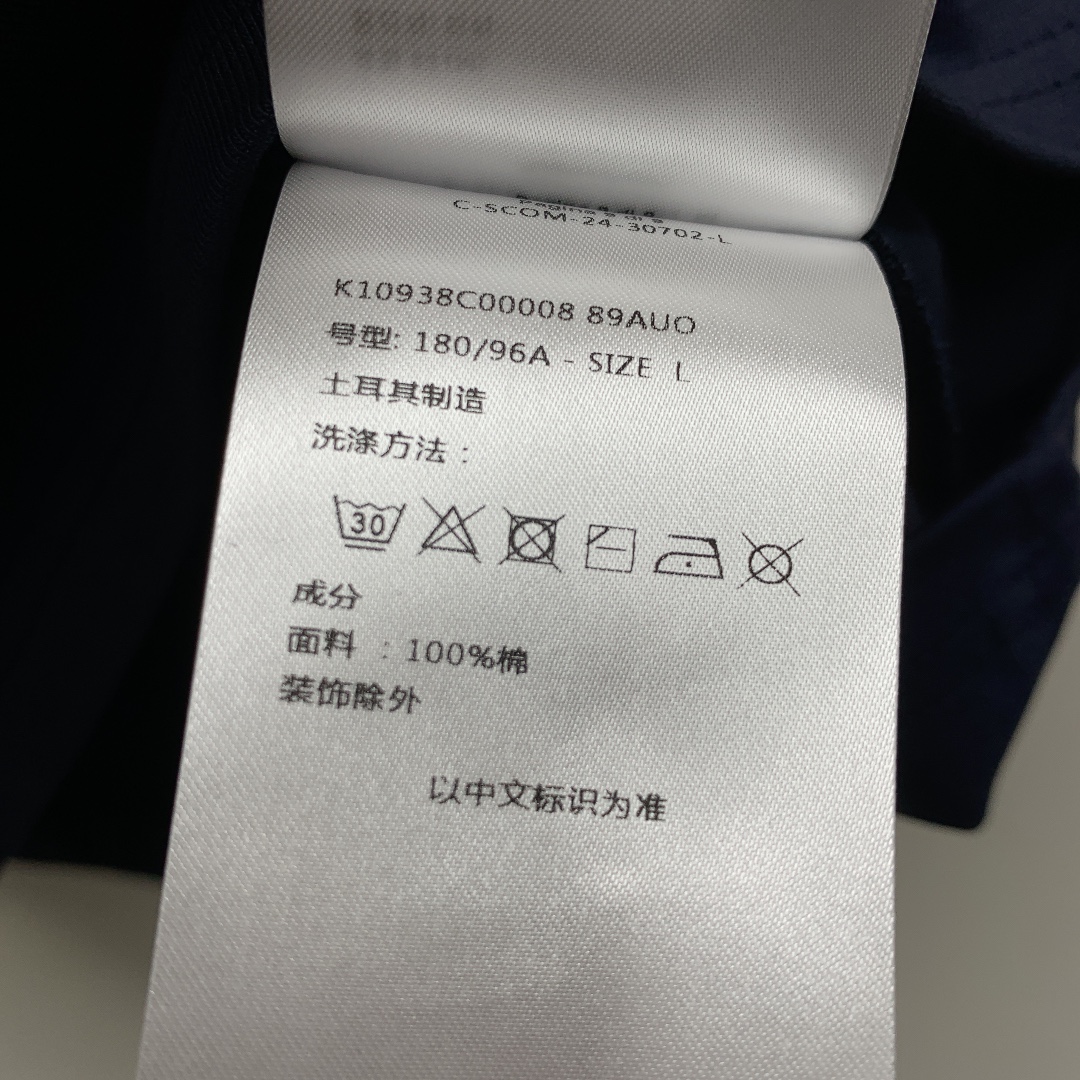 C-SCOM-24-30702-L
K10938C00008 89AUO
号型: 180/96A - SIZE L
土耳其制造
洗涤方法：
30
成分
面料 : 100%棉
装饰除外
以中文标识为准